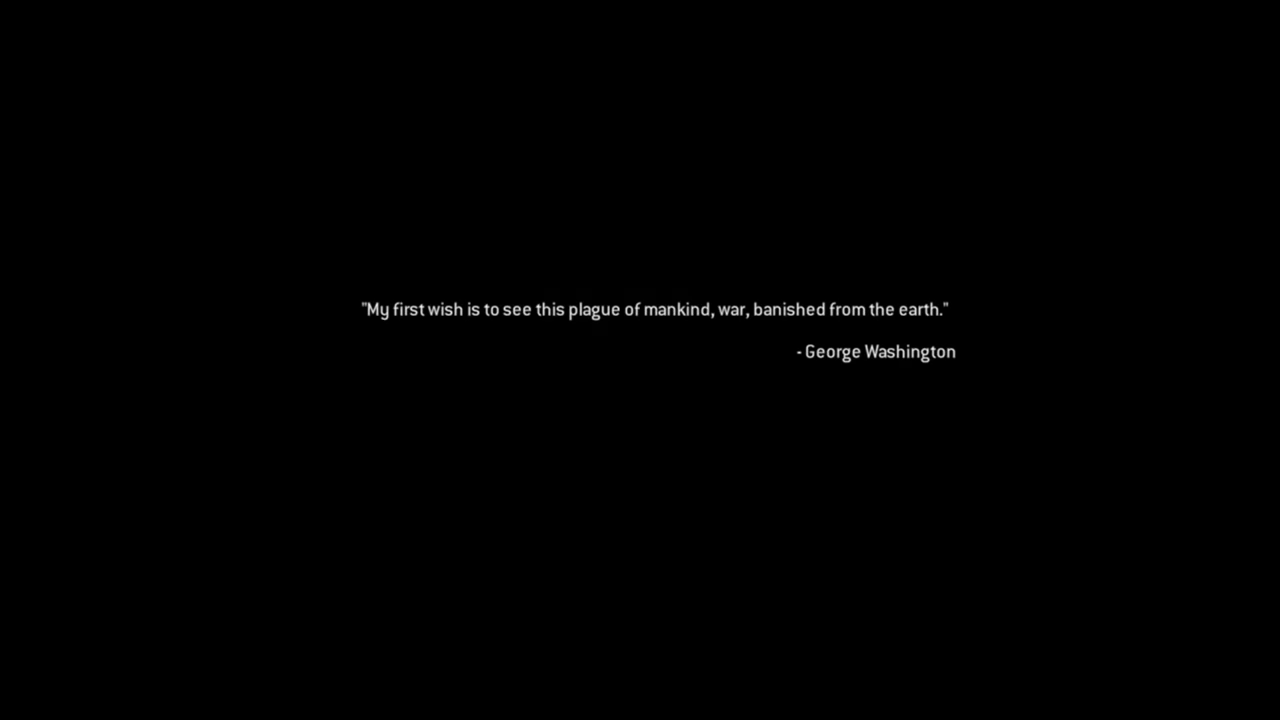 "My first wish is to see this plague of mankind, war, banished from the earth."
- George Washington